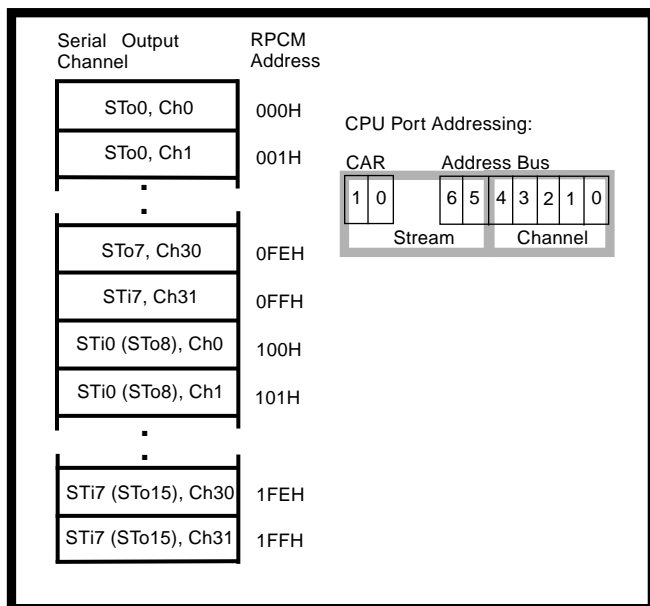 Serial Output Channel
RPCM Address
STo0, Ch0 000H
STo0, Ch1 001H
STo7, Ch30 0FEH
STi7, Ch31 0FFH
STi0 (STo8), Ch0 100H
STi0 (STo8), Ch1 101H
STi7 (STo15), Ch30 1FEH
STi7 (STo15), Ch31 1FFH
CPU Port Addressing:
CAR Address Bus
1 0 6 5 4 3 2 1 0
Stream Channel